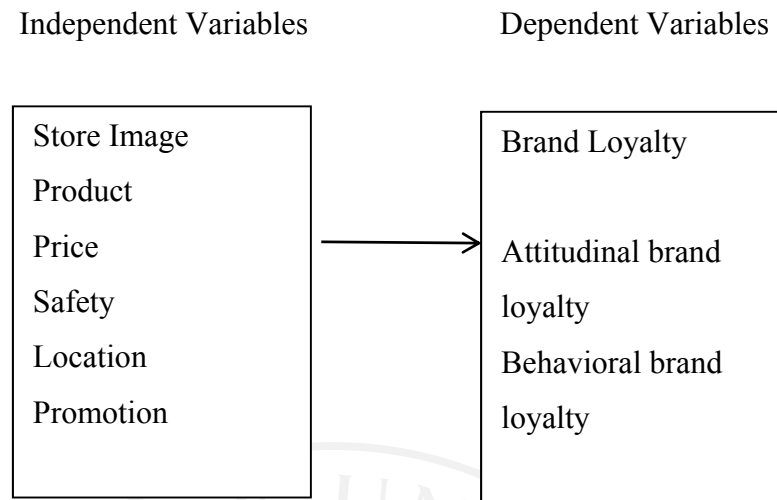 Independent Variables
Dependent Variables
Store Image
Product
Price
Safety
Location
Promotion
Brand Loyalty
Attitudinal brand
loyalty
Behavioral brand
loyalty